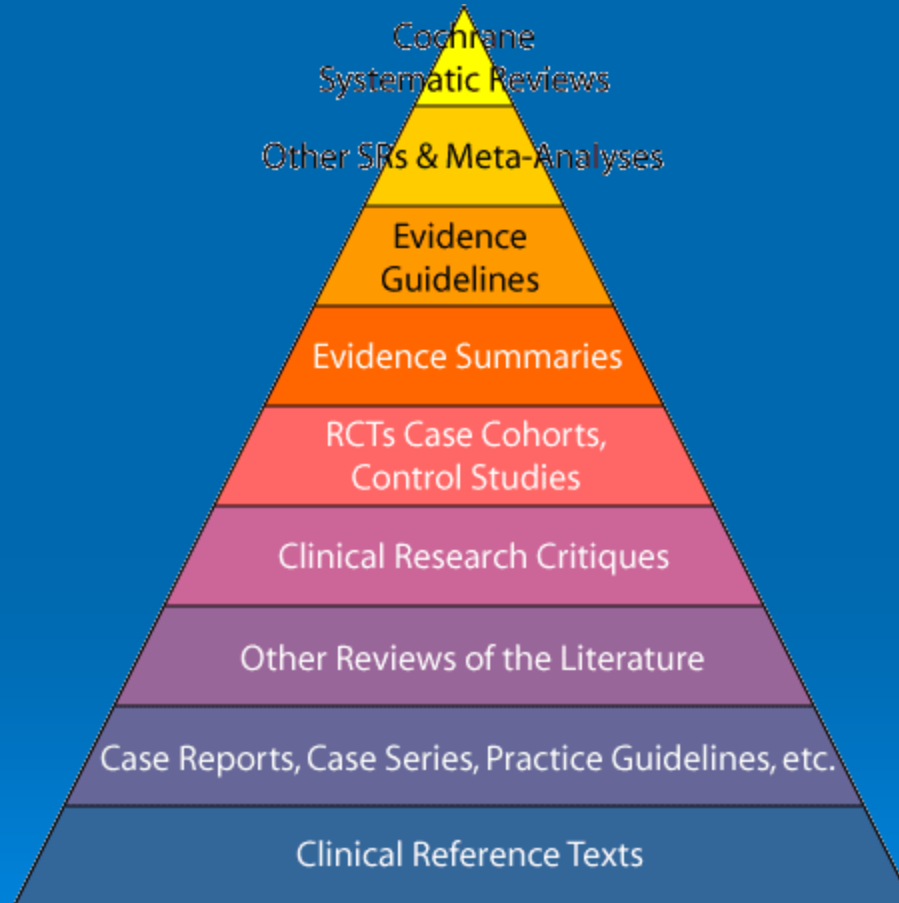 Cochrane
Systematic Reviews
Other SRs & Meta-Analyses
Evidence
Guidelines
Evidence Summaries
RCTs Case Cohorts,
Control Studies
Clinical Research Critiques
Other Reviews of the Literature
Case Reports, Case Series, Practice Guidelines, etc.
Clinical Reference Texts